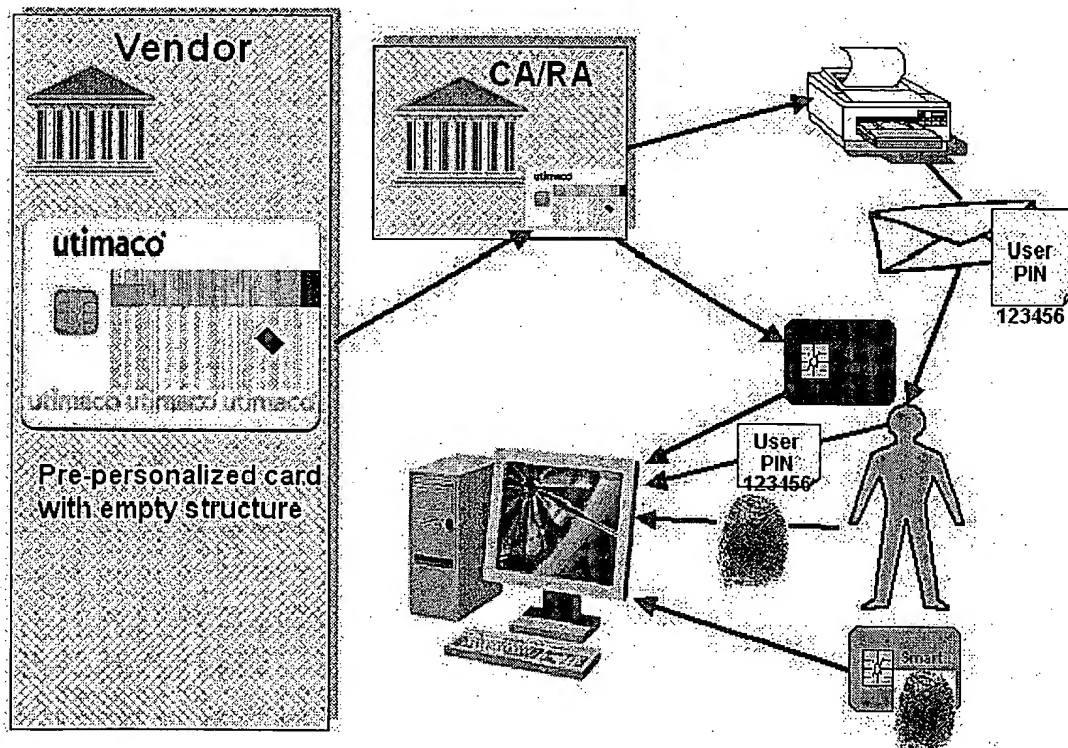 Vendor
CA/RA
utimaco
utimaco
User
PIN
123456
utimaco utimaco utimaco
User
PIN
123456
Pre-personalized card
with empty structure
Smart